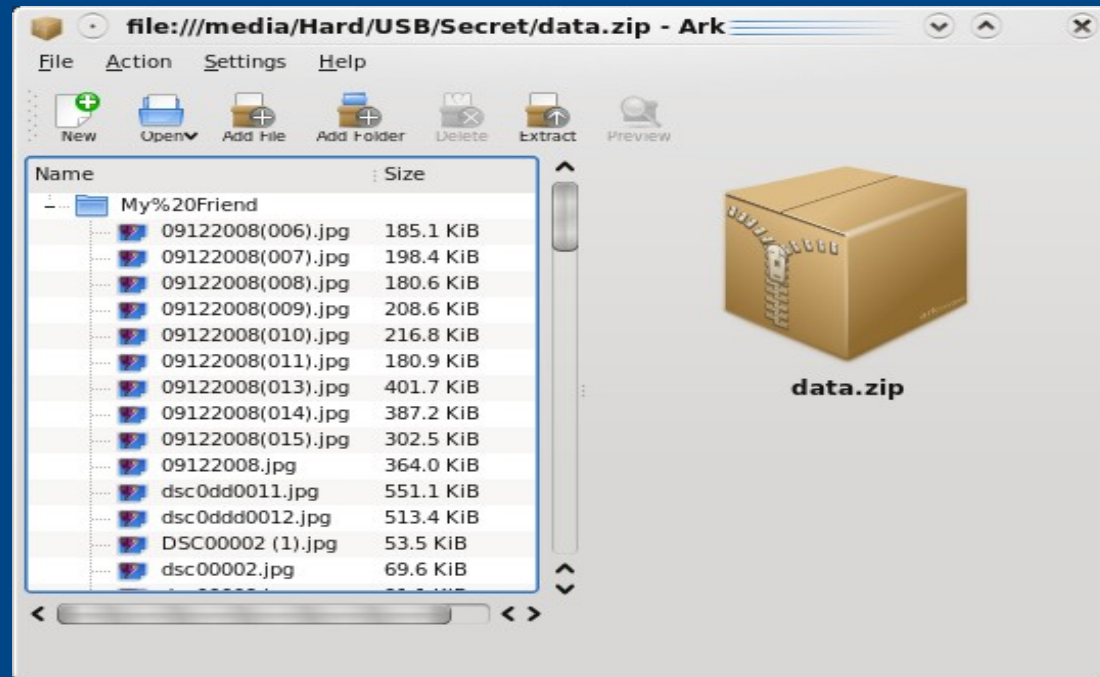 file:///media/Hard/USB/Secret/data.zip - Ark
File Action Settings Help
New Open Add File Add Folder Delete Extract Preview
Name Size
My%20Friend
09122008(006).jpg 185.1 KiB
09122008(007).jpg 198.4 KiB
09122008(008).jpg 180.6 KiB
09122008(009).jpg 208.6 KiB
09122008(010).jpg 216.8 KiB
09122008(011).jpg 180.9 KiB
09122008(013).jpg 401.7 KiB
09122008(014).jpg 387.2 KiB
09122008(015).jpg 302.5 KiB
09122008.jpg 364.0 KiB
dsc0dd0011.jpg 551.1 KiB
dsc0ddd0012.jpg 513.4 KiB
DSC00002 (1).jpg 53.5 KiB
dsc00002.jpg 69.6 KiB
data.zip